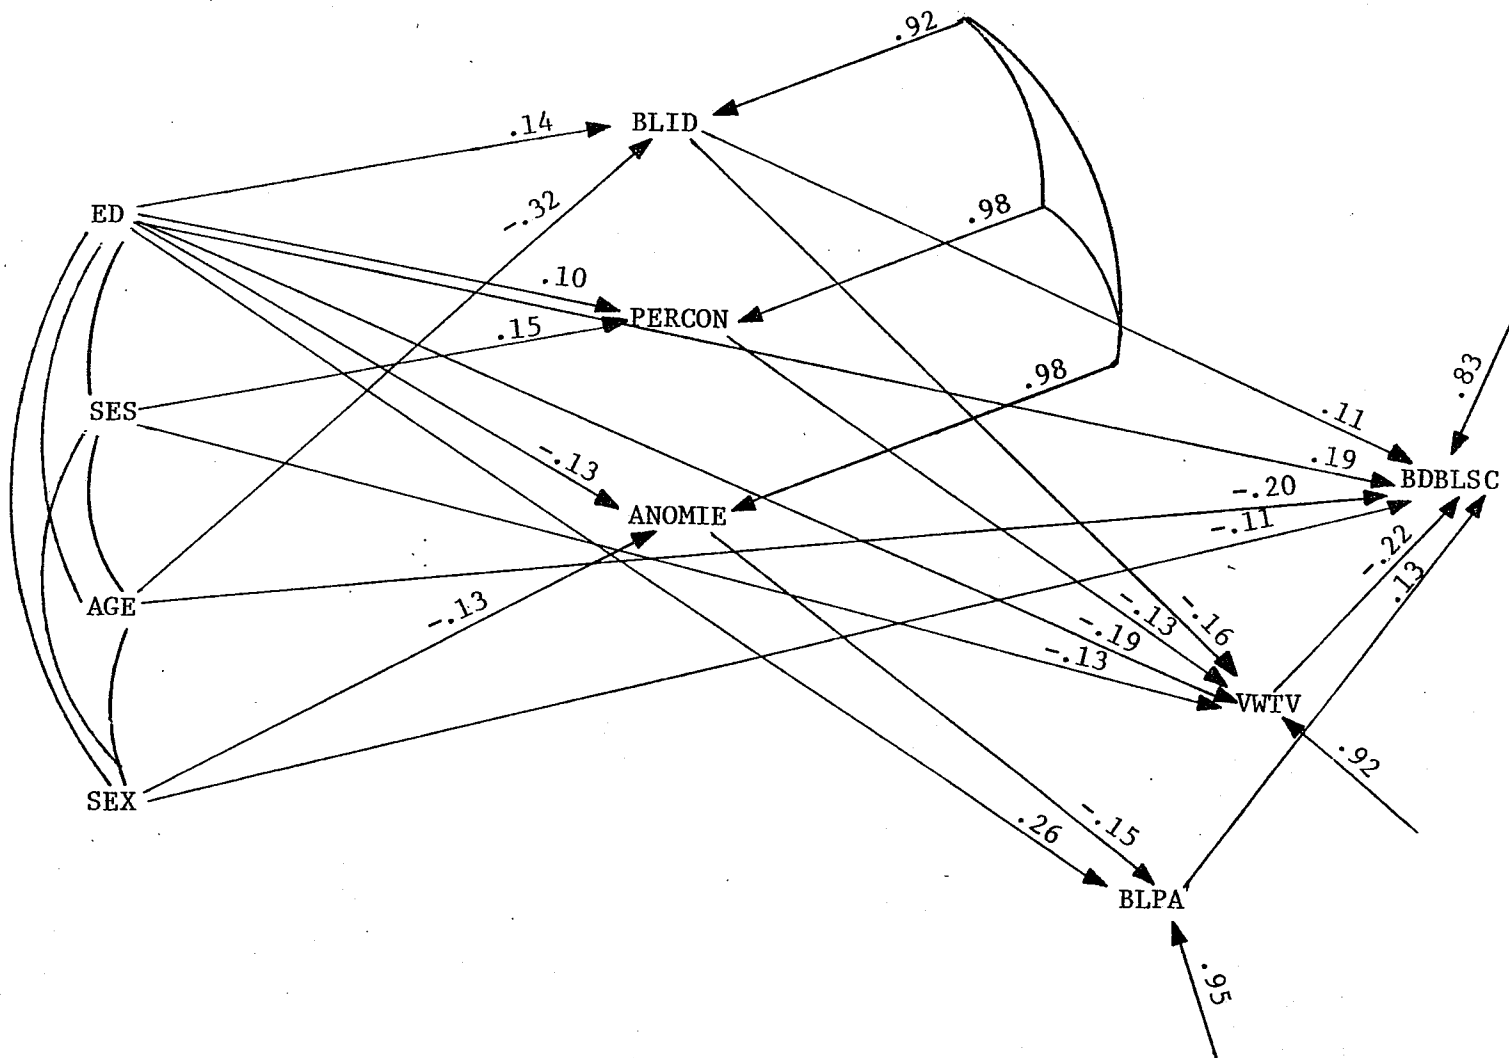 .92
BLID
.14
ED
-.32
.98
.10
PERCON
.15
.98
.83
SES
.11
-.13
.19
BDBLSC
-.20
ANOMIE
-.11
-.22
.13
AGE
-.13
-.13
-.16
-.19
-.13
VWTV
.92
SEX
.26
-.15
BLPA
.95